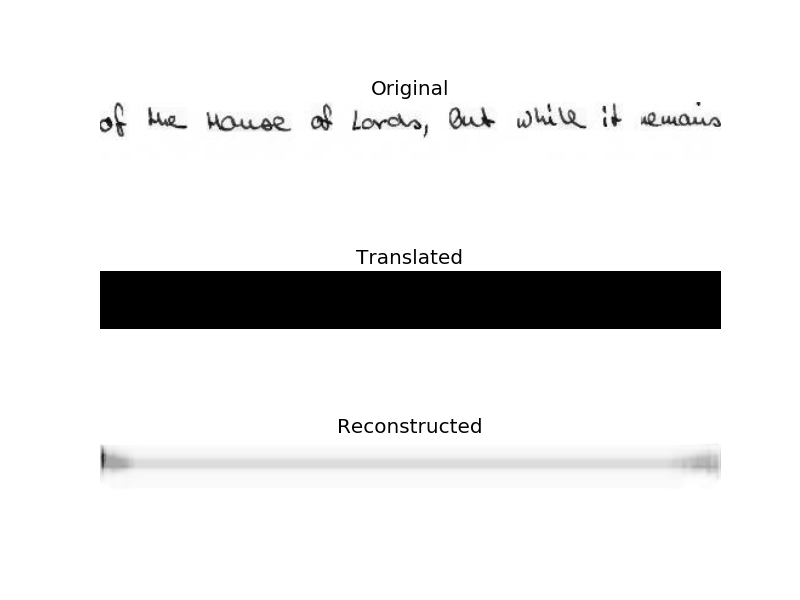 Original
of the House of Lords, but while it remains
Translated
Reconstructed